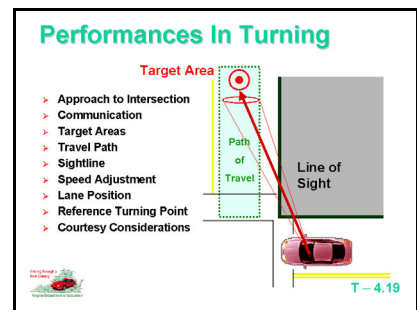 Performances In Turning
Target Area
Approach to Intersection
Communication
Target Areas
Travel Path
Sightline
Speed Adjustment
Lane Position
Reference Turning Point
Courtesy Considerations
Path
of
Travel
Line of
Sight
T – 4.19